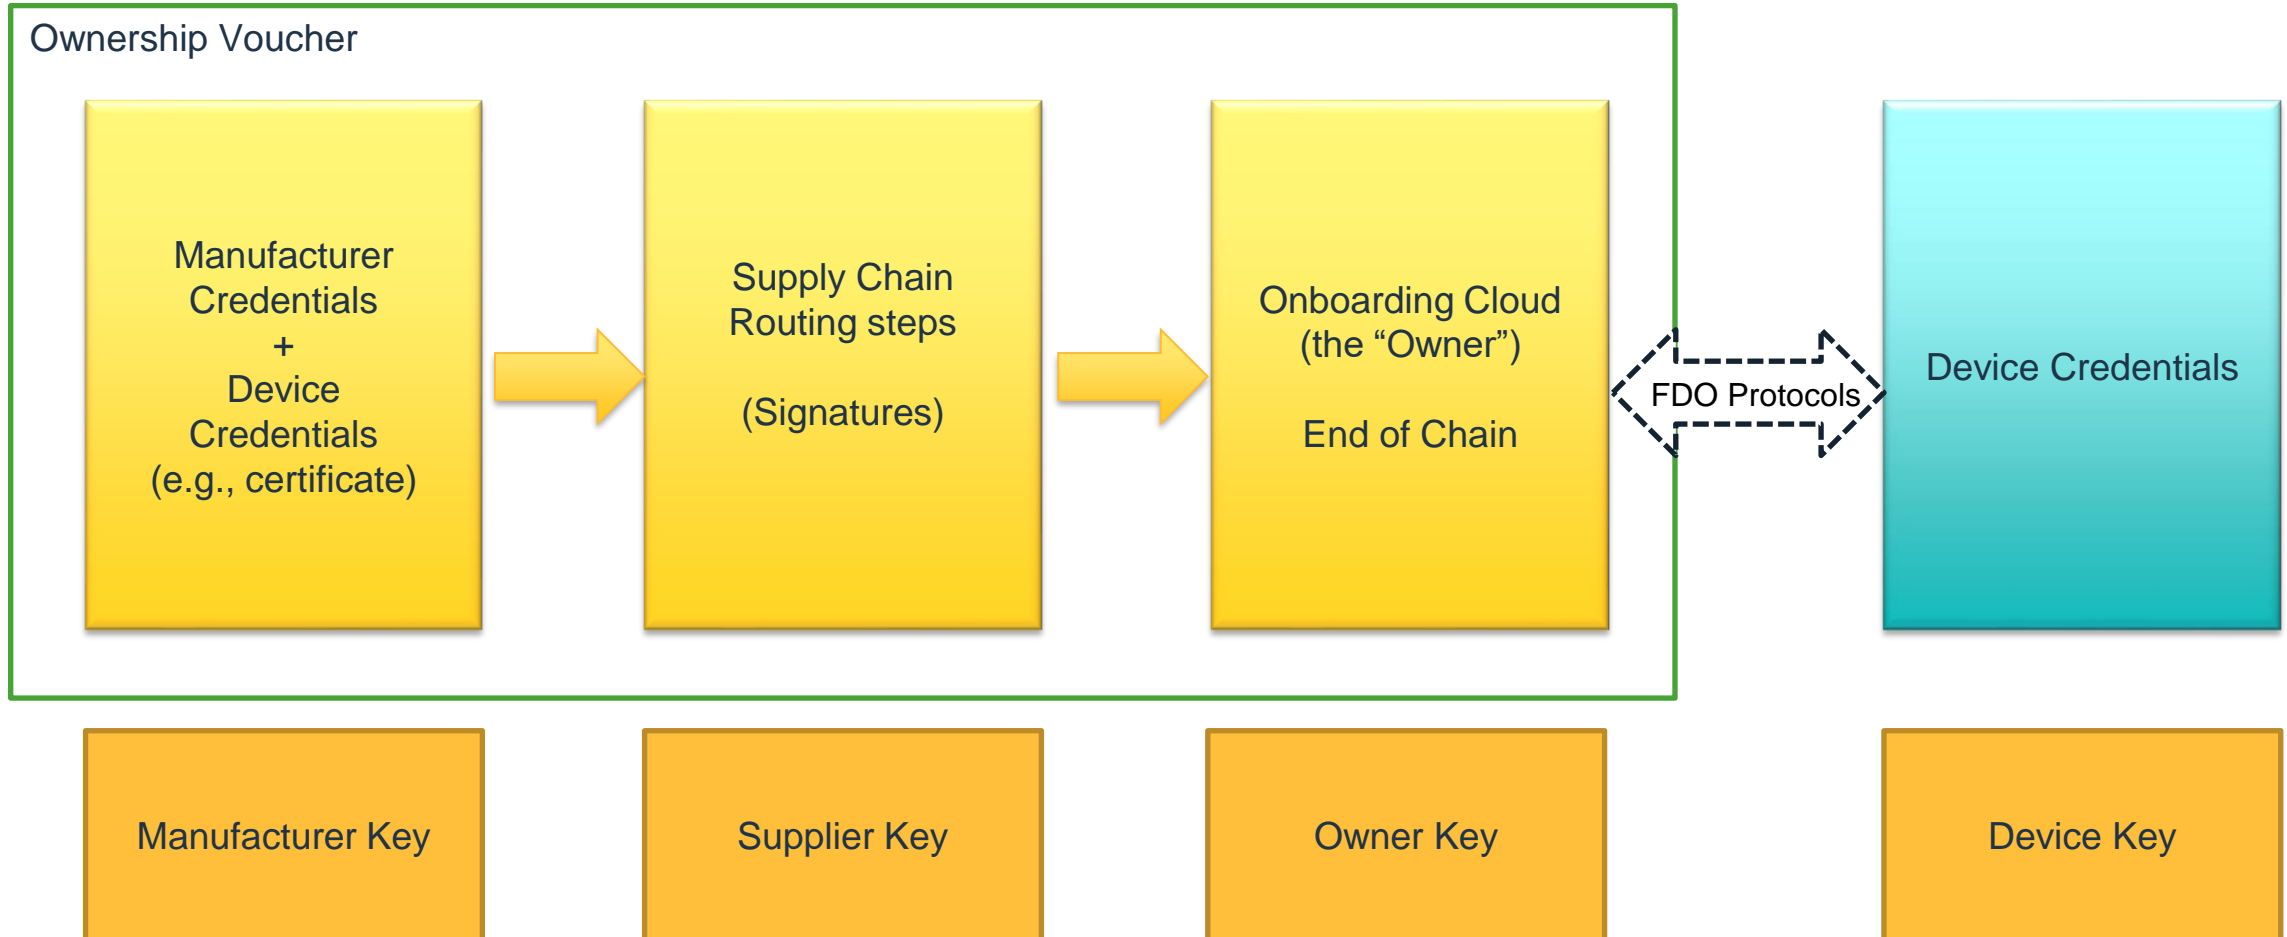 Ownership Voucher
Manufacturer
Credentials
+
Device
Credentials
(e.g., certificate)
Supply Chain
Routing steps
(Signatures)
Onboarding Cloud
(the “Owner”)
End of Chain
FDO Protocols
Device Credentials
Manufacturer Key
Supplier Key
Owner Key
Device Key